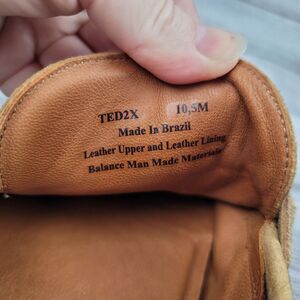 TED2X 10.5M
Made In Brazil
Leather Upper and Leather Lining
Balance Man Made Materials